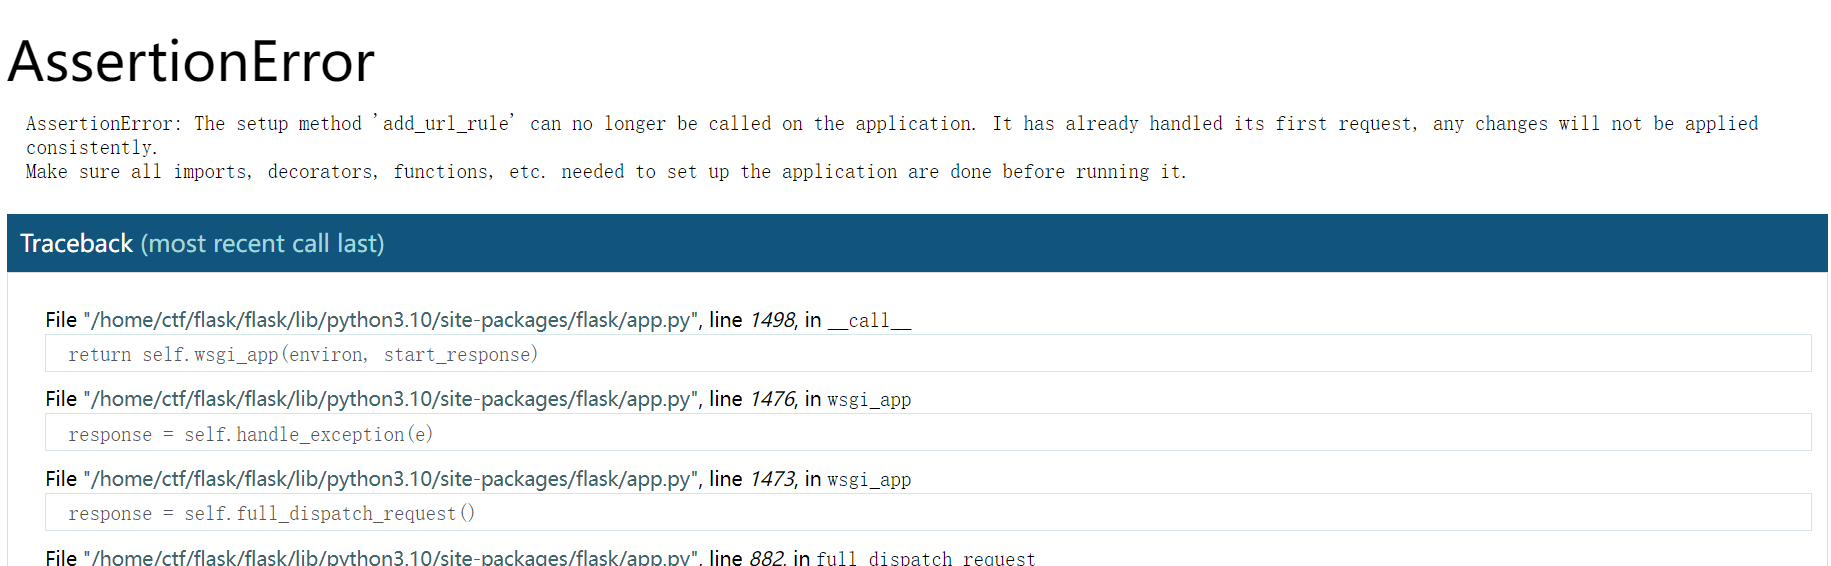 AssertionError
AssertionError: The setup method 'add_url_rule' can no longer be called on the application. It has already handled its first request, any changes will not be applied
consistently.
Make sure all imports, decorators, functions, etc. needed to set up the application are done before running it.
Traceback (most recent call last)
File "/home/ctf/flask/flask/lib/python3.10/site-packages/flask/app.py", line 1498, in __call__
return self.wsgi_app(environ, start_response)
File "/home/ctf/flask/flask/lib/python3.10/site-packages/flask/app.py", line 1476, in wsgi_app
response = self.handle_exception(e)
File "/home/ctf/flask/flask/lib/python3.10/site-packages/flask/app.py", line 1473, in wsgi_app
response = self.full_dispatch_request()
File "/home/ctf/flask/flask/lib/python3.10/site-packages/flask/app.py", line 882, in full_dispatch_request